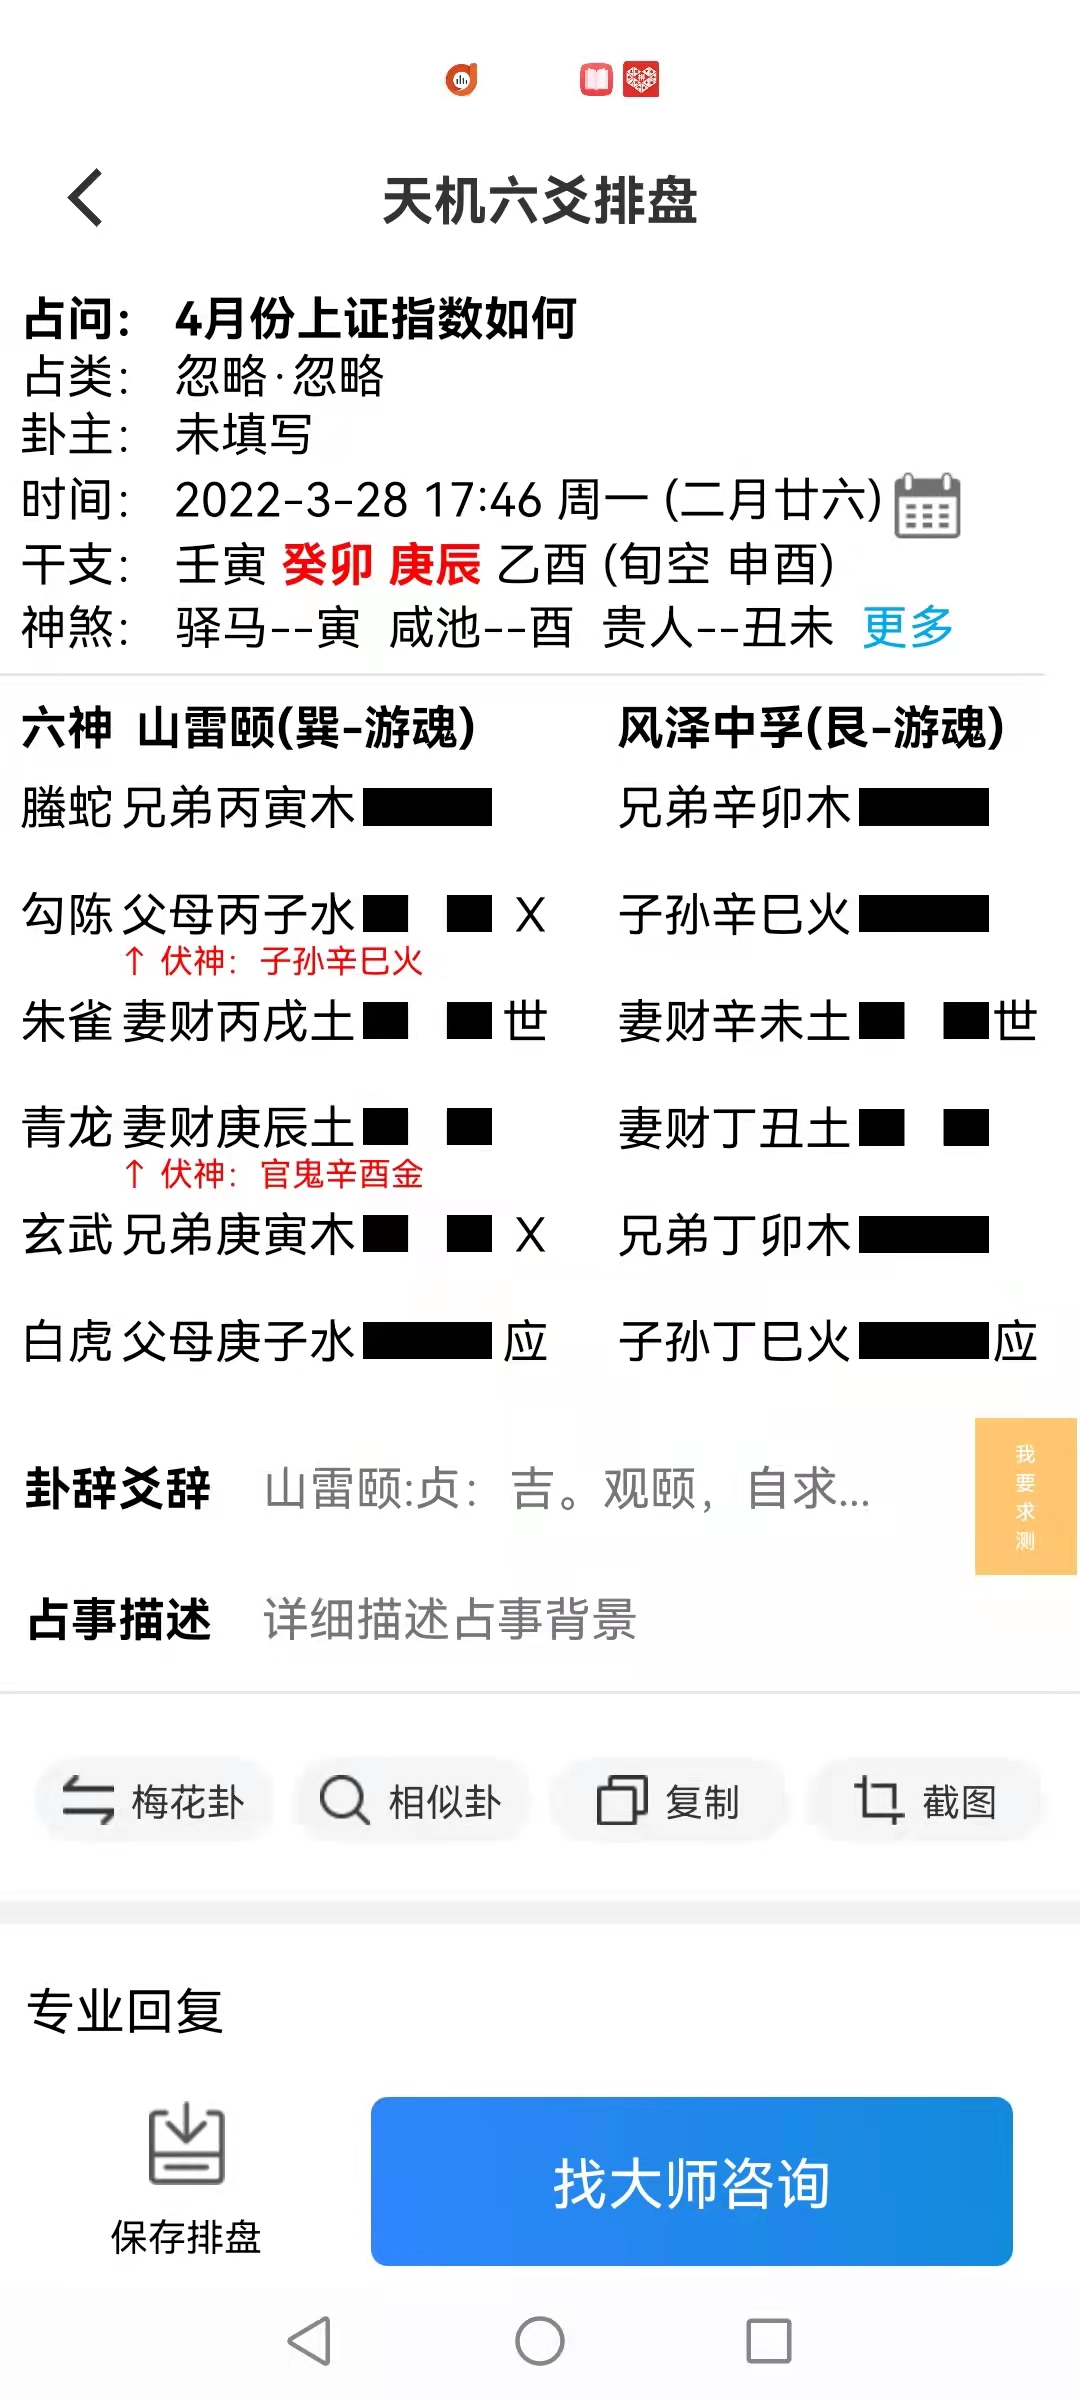 天机六爻排盘
占问： 4月份上证指数如何
占类： 忽略·忽略
卦主： 未填写
时间： 2022-3-28 17:46 周一 (二月廿六)
干支： 壬寅 癸卯 庚辰 乙酉 (旬空 申酉)
神煞： 驿马--寅 咸池--酉 贵人--丑未 更多
六神 山雷颐(巽-游魂) 风泽中孚(艮-游魂)
螣蛇 兄弟丙寅木 兄弟辛卯木
勾陈 父母丙子水 X 子孙辛巳火
↑ 伏神：子孙辛巳火
朱雀 妻财丙戌土 世 妻财辛未土 世
青龙 妻财庚辰土 妻财丁丑土
↑ 伏神：官鬼辛酉金
玄武 兄弟庚寅木 X 兄弟丁卯木
白虎 父母庚子水 应 子孙丁巳火 应
卦辞爻辞 山雷颐:贞：吉。观颐，自求...
我要求测
占事描述 详细描述占事背景
梅花卦 相似卦 复制 截图
专业回复
保存排盘
找大师咨询